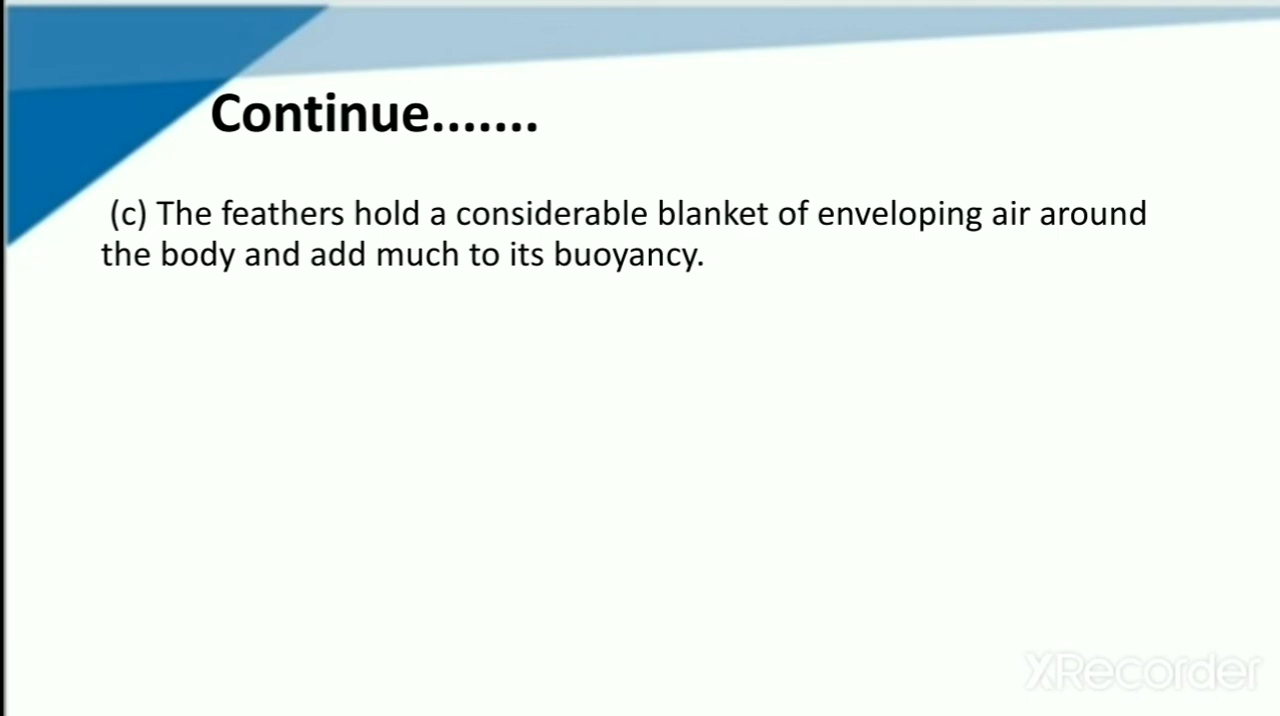 Continue.......
(c) The feathers hold a considerable blanket of enveloping air around
the body and add much to its buoyancy.
XRecorder